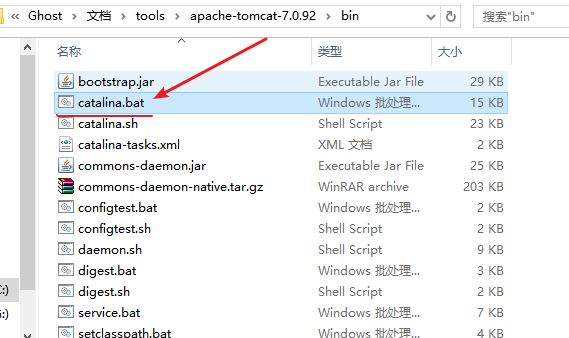 « Ghost › 文档 › tools › apache-tomcat-7.0.92 › bin 搜索"bin"
名称 类型 大小
bootstrap.jar Executable Jar File 29 KB
catalina.bat Windows 批处理... 15 KB
catalina.sh Shell Script 23 KB
catalina-tasks.xml XML 文档 2 KB
commons-daemon.jar Executable Jar File 25 KB
commons-daemon-native.tar.gz WinRAR archive 203 KB
configtest.bat Windows 批处理... 2 KB
configtest.sh Shell Script 2 KB
daemon.sh Shell Script 9 KB
digest.bat Windows 批处理... 3 KB
:) digest.sh Shell Script 2 KB
:) service.bat Windows 批处理... 7 KB
setclasspath.bat Windows 批处理... 4 KB